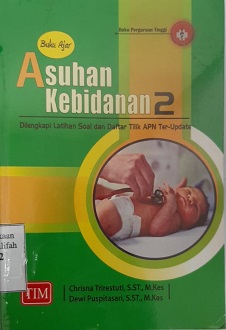 Buku Perguruan Tinggi
Buku Ajar
Asuhan
Kebidanan 2
Dilengkapi Latihan Soal dan Daftar Tilik APN Ter-Update
Chrisna Trirestuti, S.ST., M.Kes
Dewi Puspitasari, S.ST., M.Kes
TIM